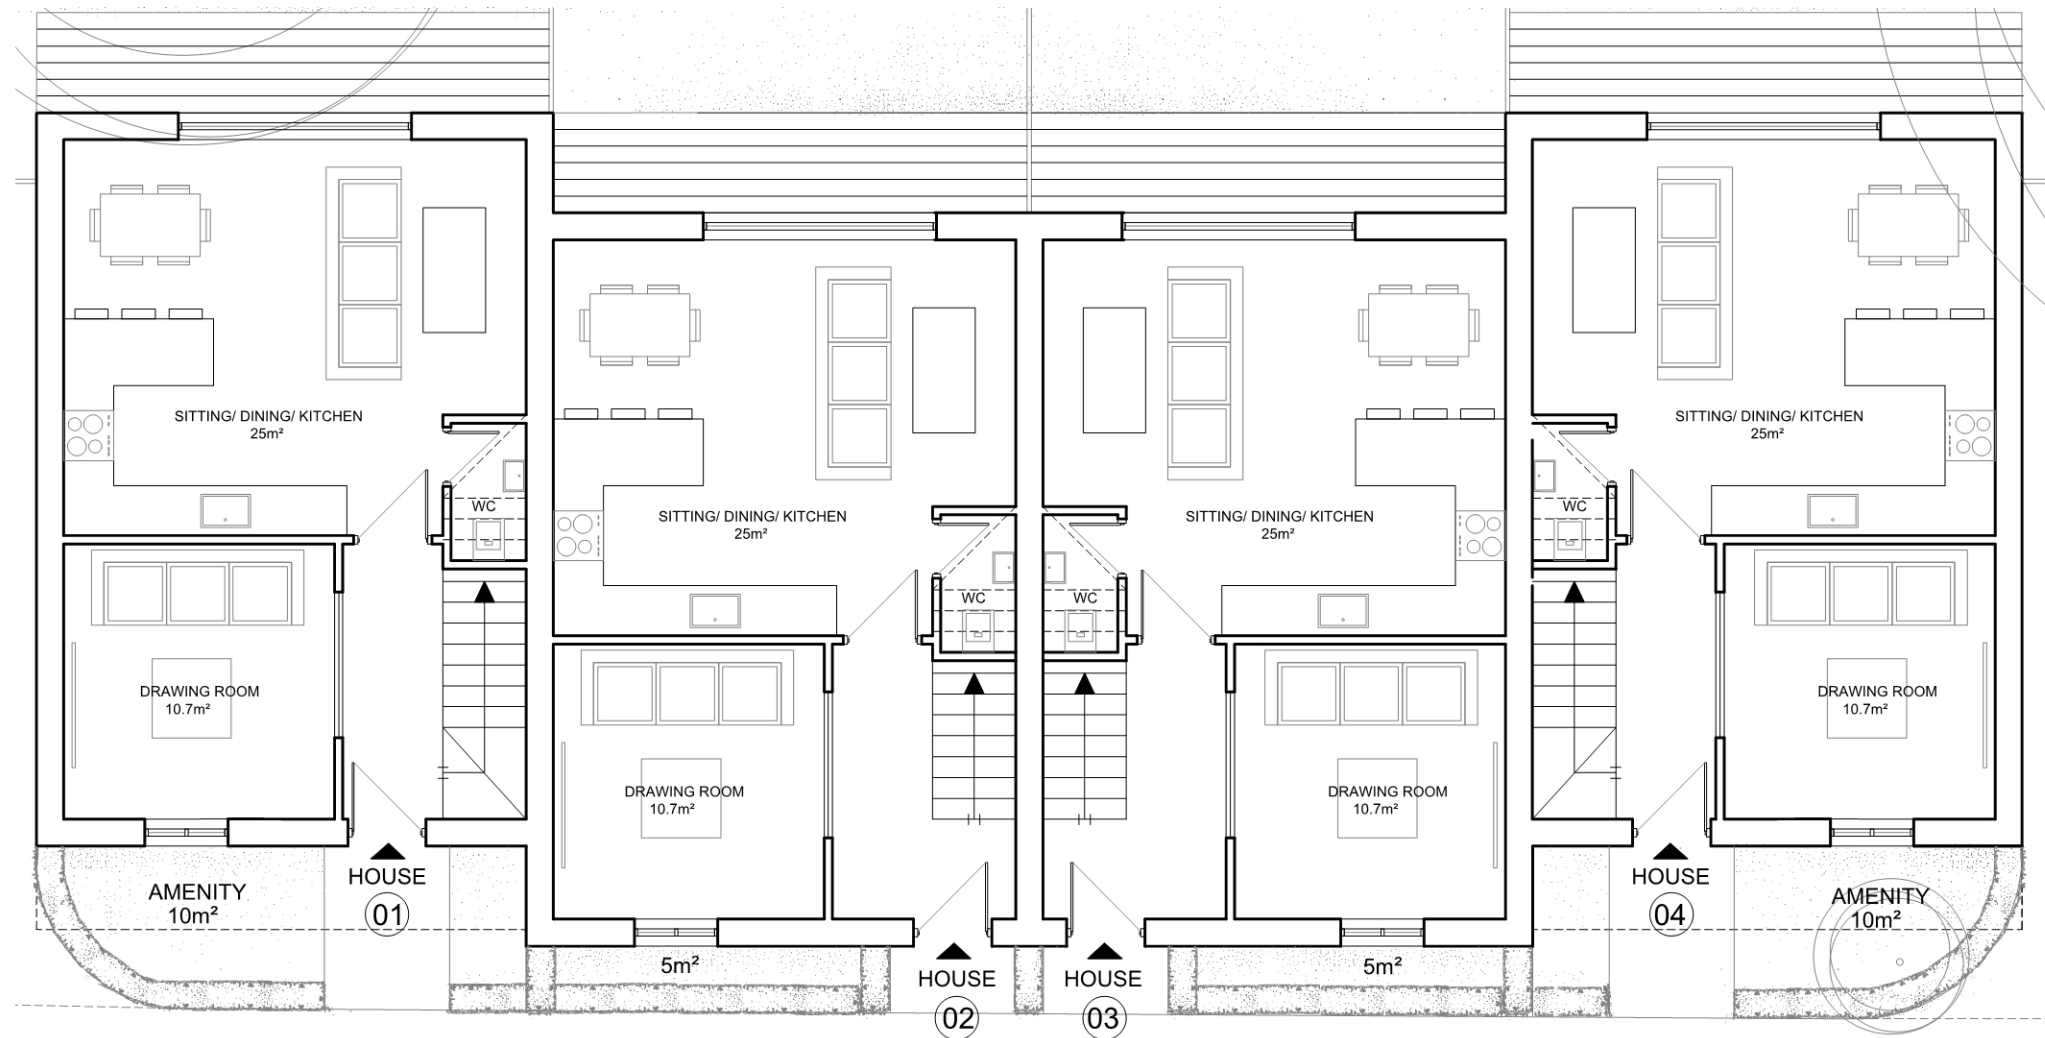 SITTING/ DINING/ KITCHEN
25m²
WC
DRAWING ROOM
10.7m²
AMENITY
10m²
HOUSE
01
SITTING/ DINING/ KITCHEN
25m²
WC
DRAWING ROOM
10.7m²
5m²
HOUSE
02
SITTING/ DINING/ KITCHEN
25m²
WC
DRAWING ROOM
10.7m²
5m²
HOUSE
03
SITTING/ DINING/ KITCHEN
25m²
WC
DRAWING ROOM
10.7m²
HOUSE
04
AMENITY
10m²